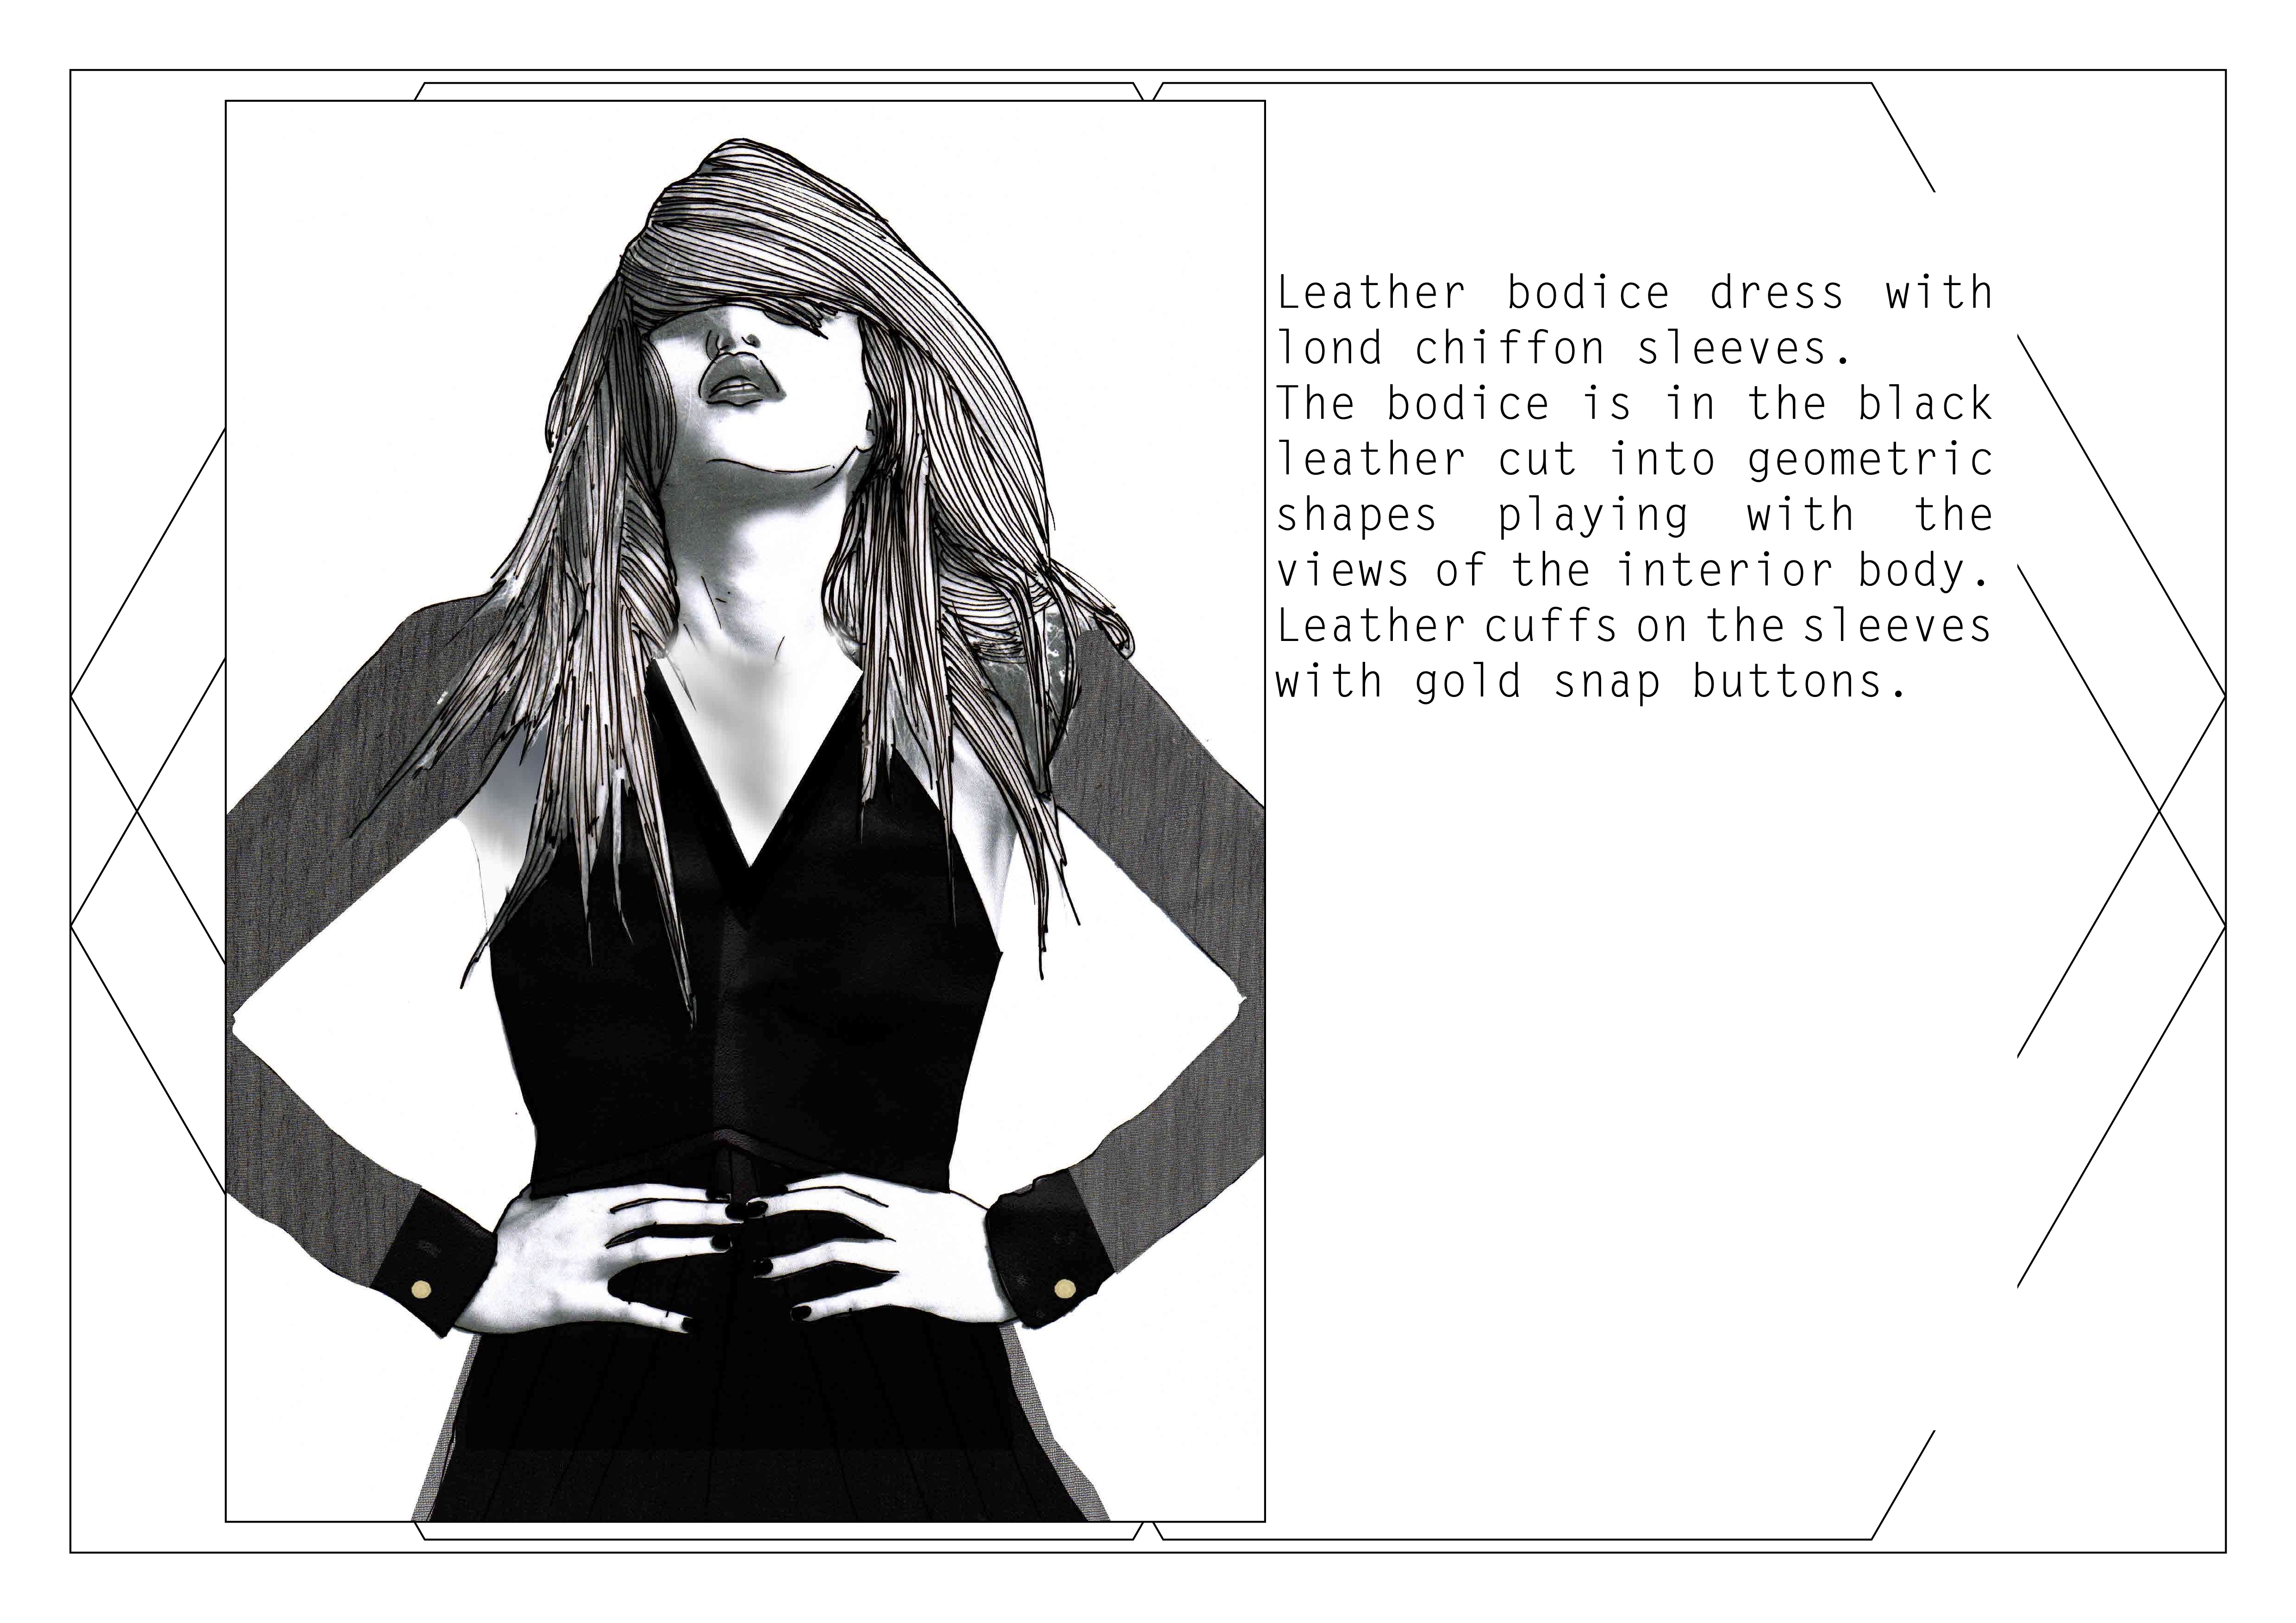 Leather bodice dress with
lond chiffon sleeves.
The bodice is in the black
leather cut into geometric
shapes playing with the
views of the interior body.
Leather cuffs on the sleeves
with gold snap buttons.